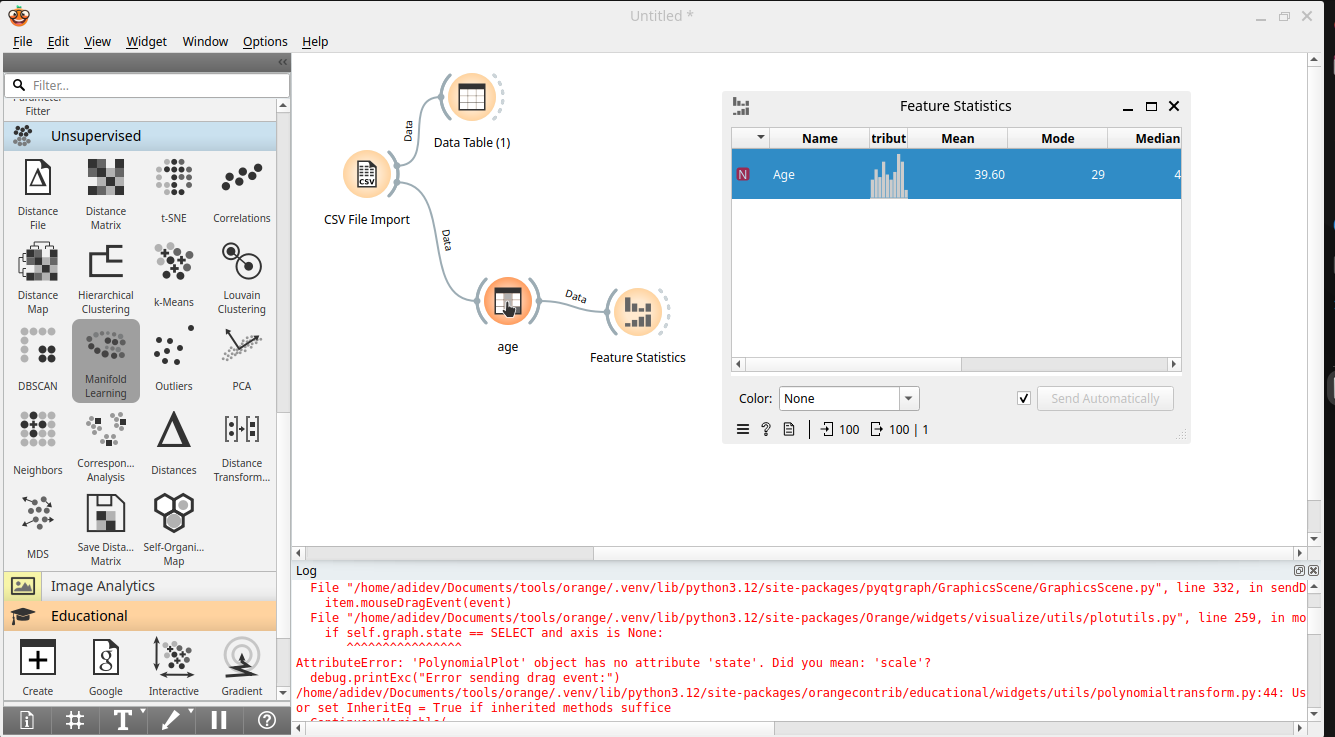 Untitled *
File Edit View Widget Window Options Help
Filter...
Fitter
Unsupervised
Distance File
Distance Matrix
t-SNE
Correlations
Distance Map
Hierarchical Clustering
k-Means
Louvain Clustering
DBSCAN
Manifold Learning
Outliers
PCA
Neighbors
Correspon... Analysis
Distances
Distance Transform...
MDS
Save Dista... Matrix
Self-Organi... Map
Image Analytics
Educational
Create
Google
Interactive
Gradient
Data
Data Table (1)
CSV
CSV File Import
Data
age
Data
Feature Statistics
Feature Statistics
Name tribut Mean Mode Median
N Age 39.60 29 4
Color: None Send Automatically
100 100 | 1
Log
File "/home/adidev/Documents/tools/orange/.venv/lib/python3.12/site-packages/pyqtgraph/GraphicsScene/GraphicsScene.py", line 332, in sendD
item.mouseDragEvent(event)
File "/home/adidev/Documents/tools/orange/.venv/lib/python3.12/site-packages/Orange/widgets/visualize/utils/plotutils.py", line 259, in mo
if self.graph.state == SELECT and axis is None:
^^^^^^^^^^^^^^^^
AttributeError: 'PolynomialPlot' object has no attribute 'state'. Did you mean: 'scale'?
debug.printExc("Error sending drag event:")
/home/adidev/Documents/tools/orange/.venv/lib/python3.12/site-packages/orangecontrib/educational/widgets/utils/polynomialtransform.py:44: Us
or set InheritEq = True if inherited methods suffice